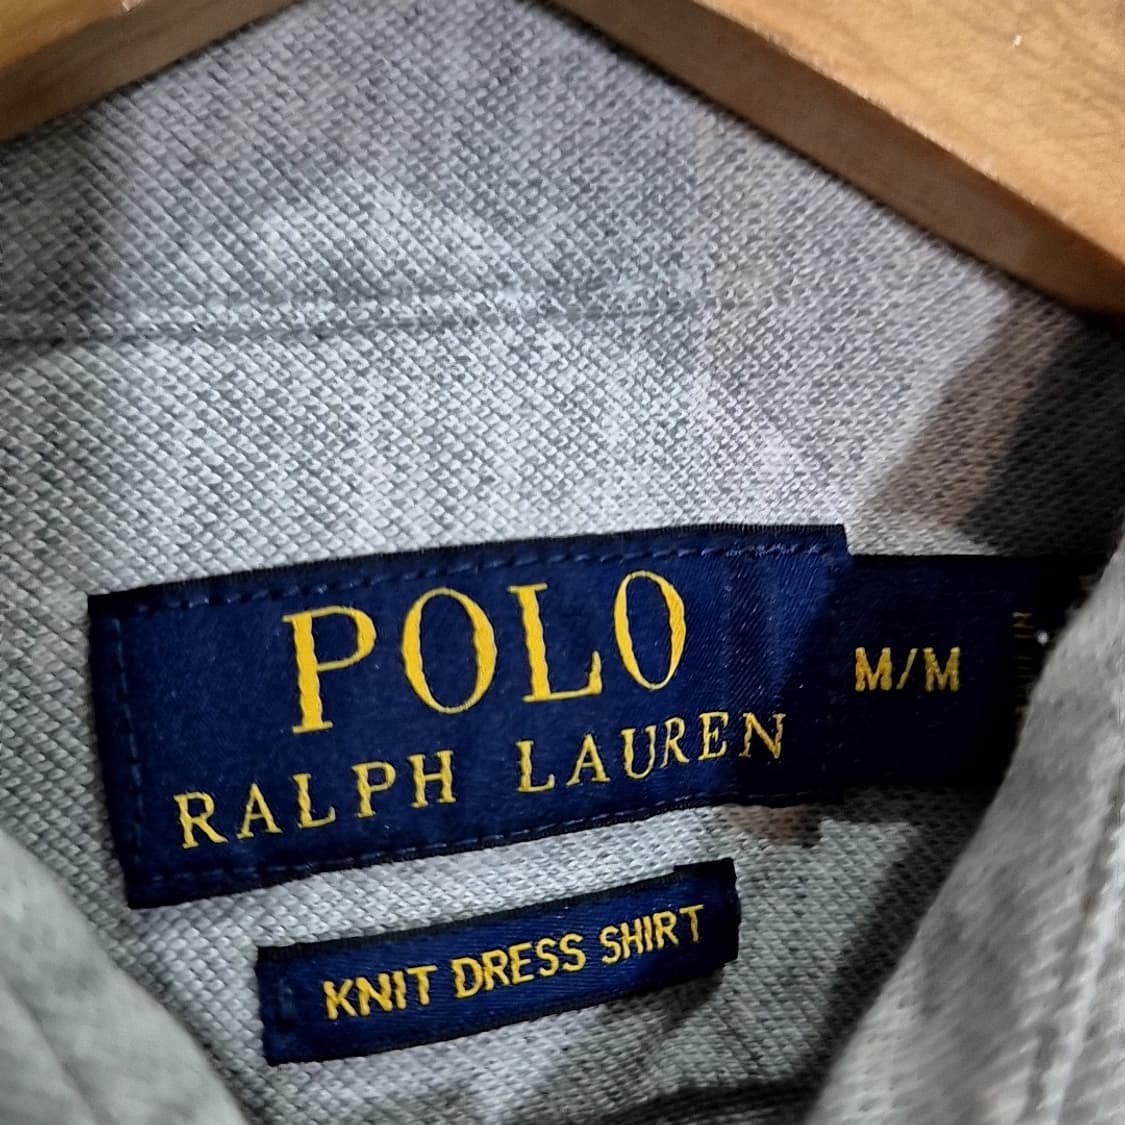 POLO
RALPH LAUREN
M/M
KNIT DRESS SHIRT